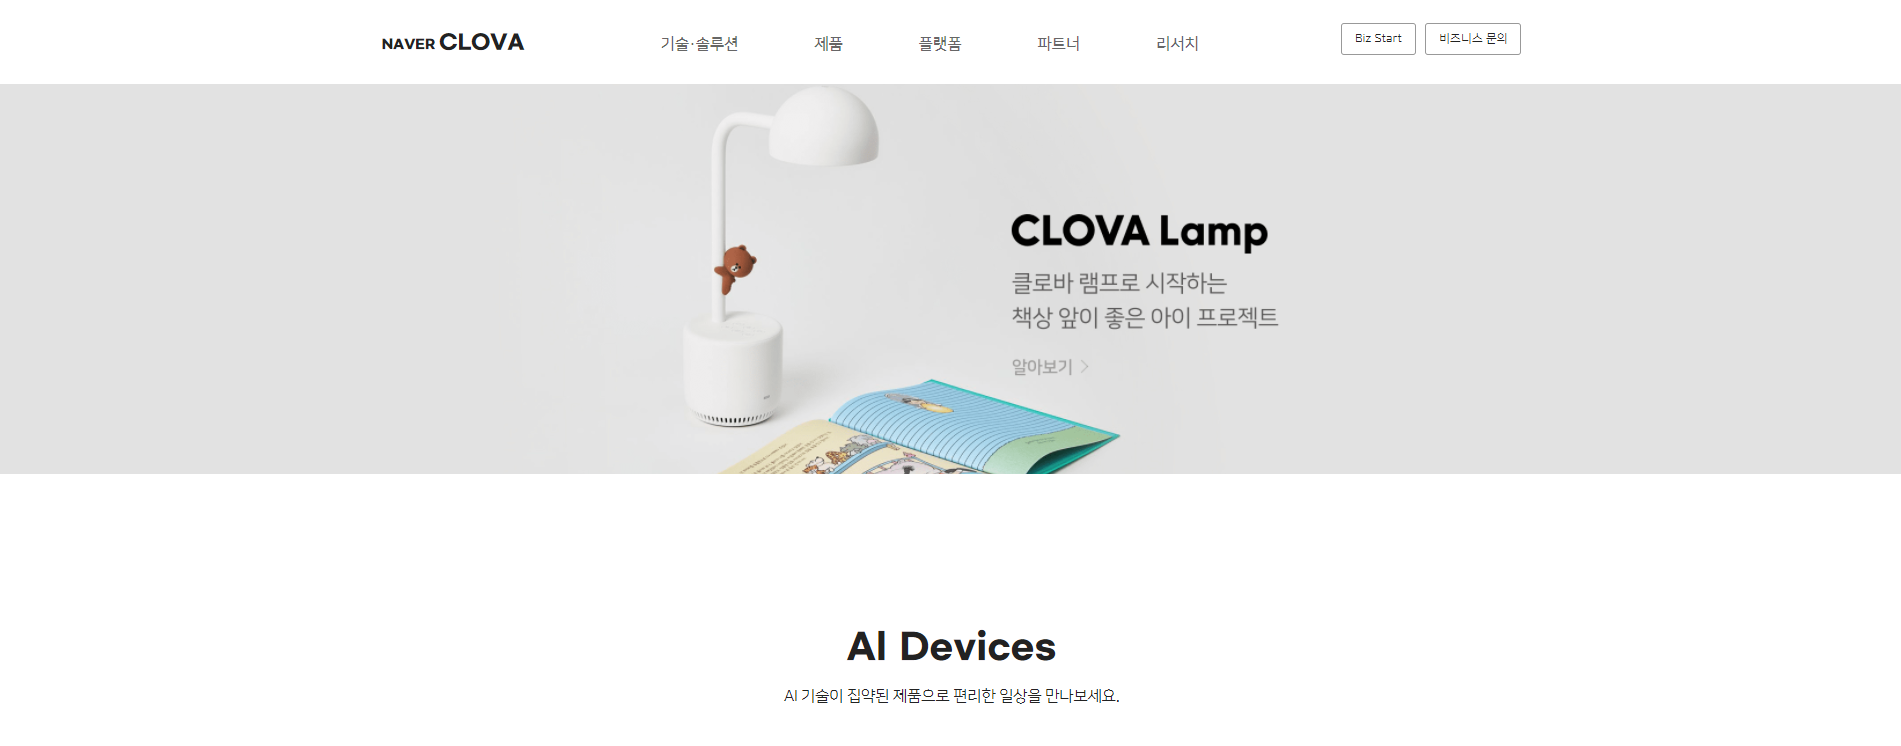 NAVER CLOVA
기술·솔루션
제품
플랫폼
파트너
리서치
Biz Start
비즈니스 문의
CLOVA Lamp
클로바 램프로 시작하는
책상 앞이 좋은 아이 프로젝트
알아보기
AI Devices
AI 기술이 집약된 제품으로 편리한 일상을 만나보세요.